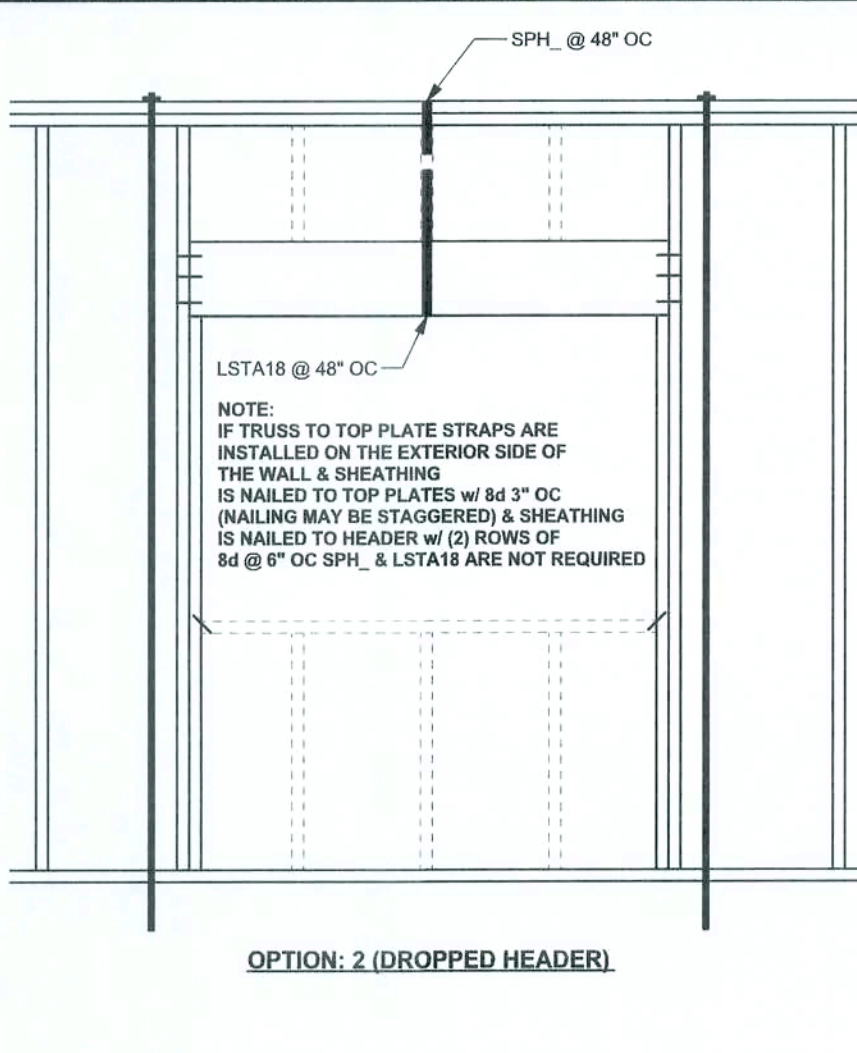 SPH_ @ 48" OC
LSTA18 @ 48" OC
NOTE:
IF TRUSS TO TOP PLATE STRAPS ARE
INSTALLED ON THE EXTERIOR SIDE OF
THE WALL & SHEATHING
IS NAILED TO TOP PLATES w/ 8d 3" OC
(NAILING MAY BE STAGGERED) & SHEATHING
IS NAILED TO HEADER w/ (2) ROWS OF
8d @ 6" OC SPH_ & LSTA18 ARE NOT REQUIRED
OPTION: 2 (DROPPED HEADER)